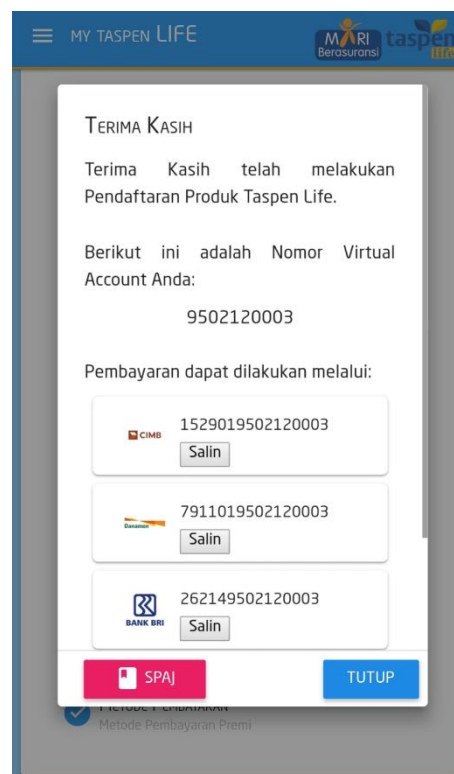 MY TASPEN LIFE
MARI
Berasuransi
taspen
life
TERIMA KASIH
Terima Kasih telah melakukan
Pendaftaran Produk Taspen Life.
Berikut ini adalah Nomor Virtual
Account Anda:
9502120003
Pembayaran dapat dilakukan melalui:
CIMB
1529019502120003
Salin
Danamon
7911019502120003
Salin
BANK BRI
262149502120003
Salin
SPAJ
TUTUP
METODE PEMBAYARAN
Metode Pembayaran Premi